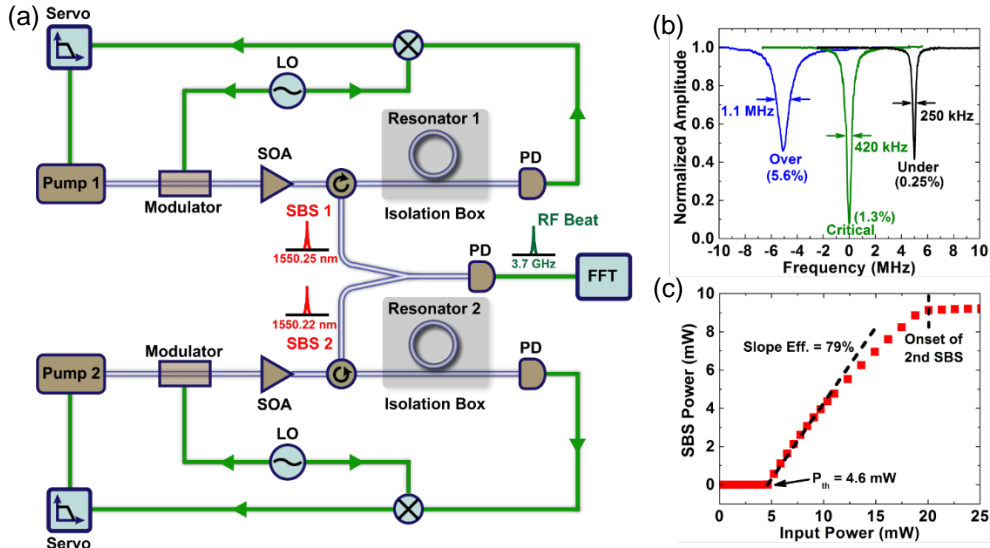 (a)
Servo
LO
Resonator 1
SOA
PD
Pump 1
Modulator
Isolation Box
SBS 1
1550.25 nm
RF Beat
PD
3.7 GHz
FFT
1550.22 nm
SBS 2
Resonator 2
Modulator
PD
Pump 2
SOA
Isolation Box
LO
Servo
(b)
Normalized Amplitude
1.0
0.8
0.6
0.4
0.2
0.0
1.1 MHz
250 kHz
420 kHz
Over
(5.6%)
Under
(0.25%)
(1.3%)
Critical
-10 -8 -6 -4 -2 0 2 4 6 8 10
Frequency (MHz)
(c)
SBS Power (mW)
10
8
6
4
2
0
Slope Eff. = 79%
Onset of
2nd SBS
Pth = 4.6 mW
0 5 10 15 20 25
Input Power (mW)